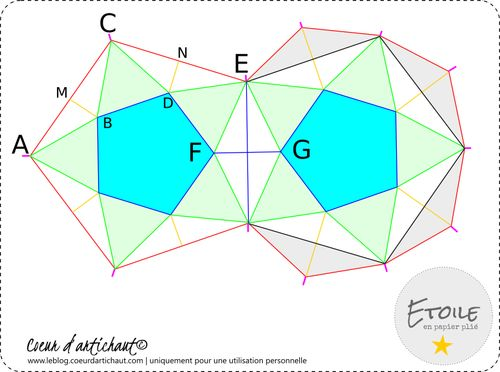 C
N
E
M
D
B
A
F
G
ETOILE
en papier plié
Coeur d'artichaut©
www.leblog.coeurdartichaut.com | uniquement pour une utilisation personnelle